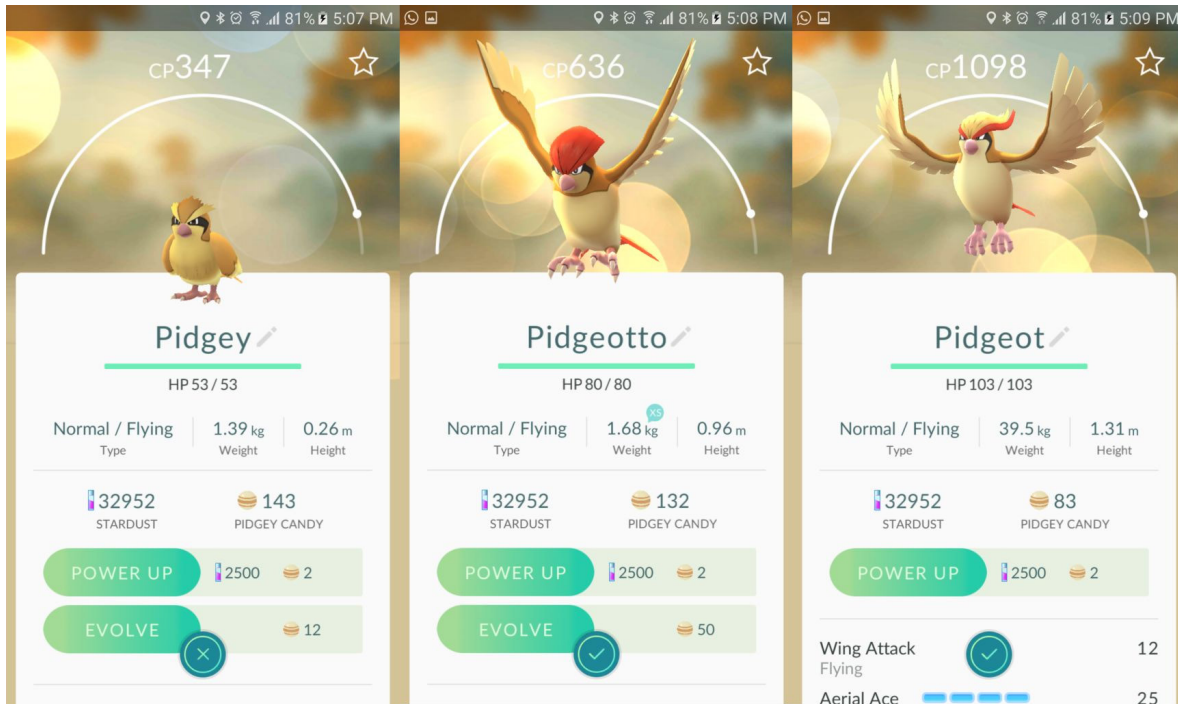 81% 5:07 PM
CP347
Pidgey
HP 53 / 53
Normal / Flying
Type
1.39 kg
Weight
0.26 m
Height
32952
STARDUST
143
PIDGEY CANDY
POWER UP
2500
2
EVOLVE
12
81% 5:08 PM
CP636
Pidgeotto
HP 80 / 80
Normal / Flying
Type
XS
1.68 kg
Weight
0.96 m
Height
32952
STARDUST
132
PIDGEY CANDY
POWER UP
2500
2
EVOLVE
50
81% 5:09 PM
CP1098
Pidgeot
HP 103 / 103
Normal / Flying
Type
39.5 kg
Weight
1.31 m
Height
32952
STARDUST
83
PIDGEY CANDY
POWER UP
2500
2
Wing Attack 12
Flying
Aerial Ace 25